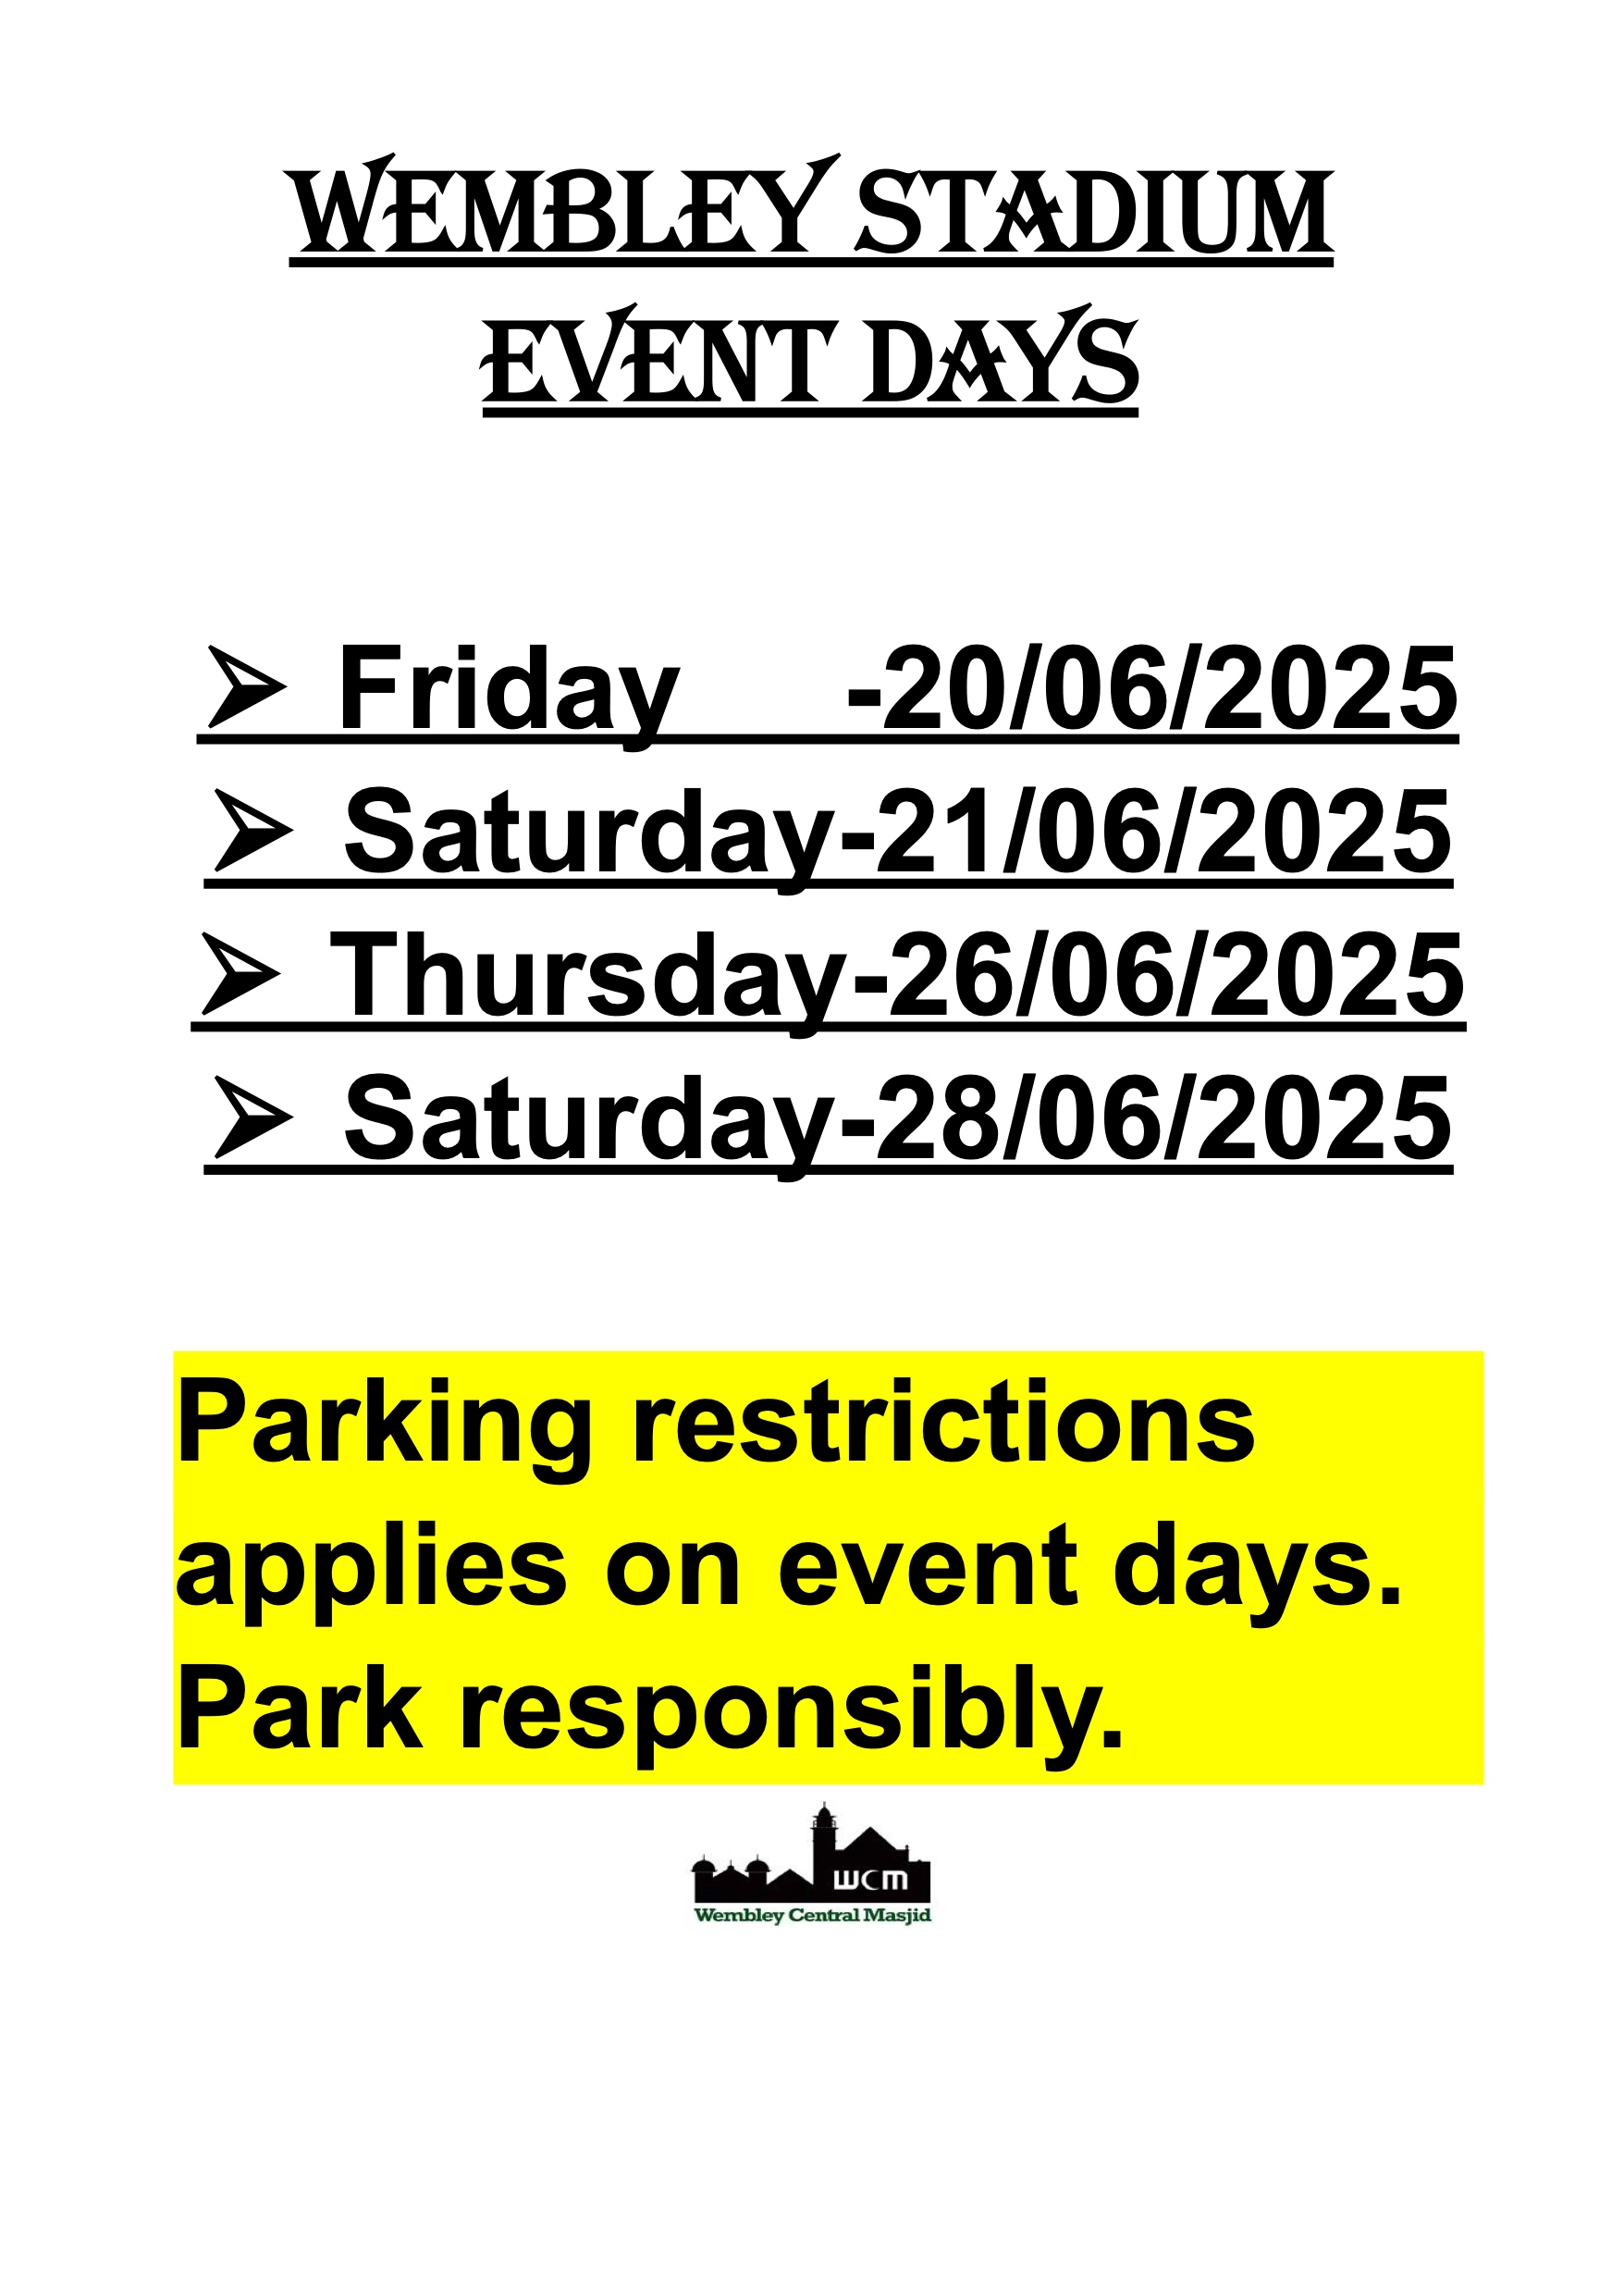 WEMBLEY STADIUM
EVENT DAYS
➢ Friday -20/06/2025
➢ Saturday-21/06/2025
➢ Thursday-26/06/2025
➢ Saturday-28/06/2025
Parking restrictions
applies on event days.
Park responsibly.
WCM
Wembley Central Masjid